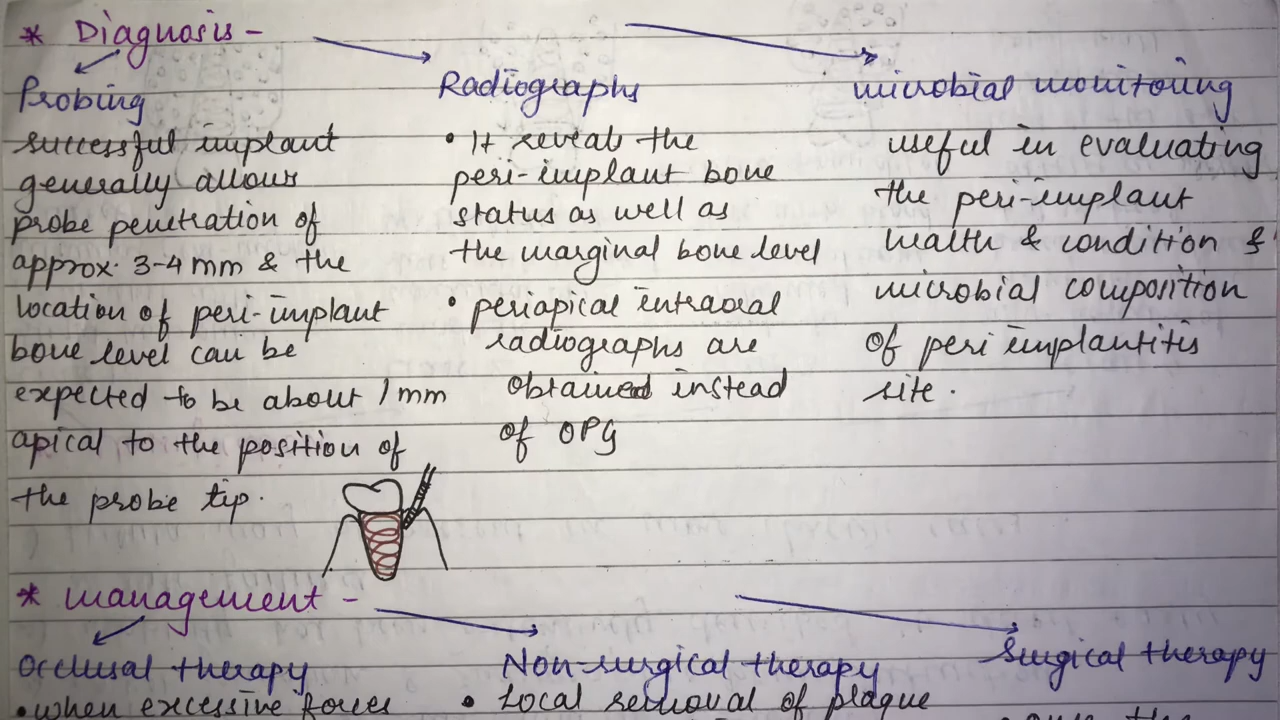 * Diagnosis -
Probing
successful implant
generally allows
probe penetration of
approx. 3-4 mm & the
location of peri-implant
bone level can be
expected to be about 1 mm
apical to the position of
the probe tip.
Radiographs
• It reveals the
peri-implant bone
status as well as
the marginal bone level
• periapical intraoral
radiographs are
obtained instead
of OPG
microbial monitoring
useful in evaluating
the peri-implant
health & condition &
microbial composition
of peri implantitis
site.
* management -
Occlusal therapy
• when excessive forces
Non-surgical therapy
• Local removal of plaque
Surgical therapy
the